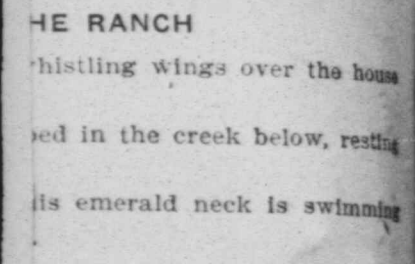 HE RANCH
histling wings over the house
ed in the creek below, resting
is emerald neck is swimming